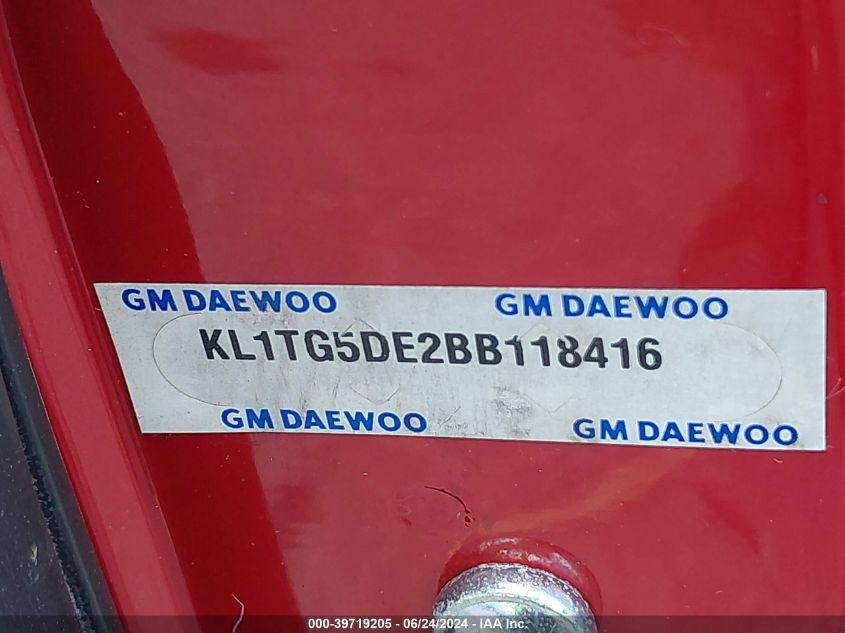 GM DAEWOO GM DAEWOO
KL1TG5DE2BB118416
GM DAEWOO GM DAEWOO
000-39719205 - 06/24/2024 - IAA Inc.